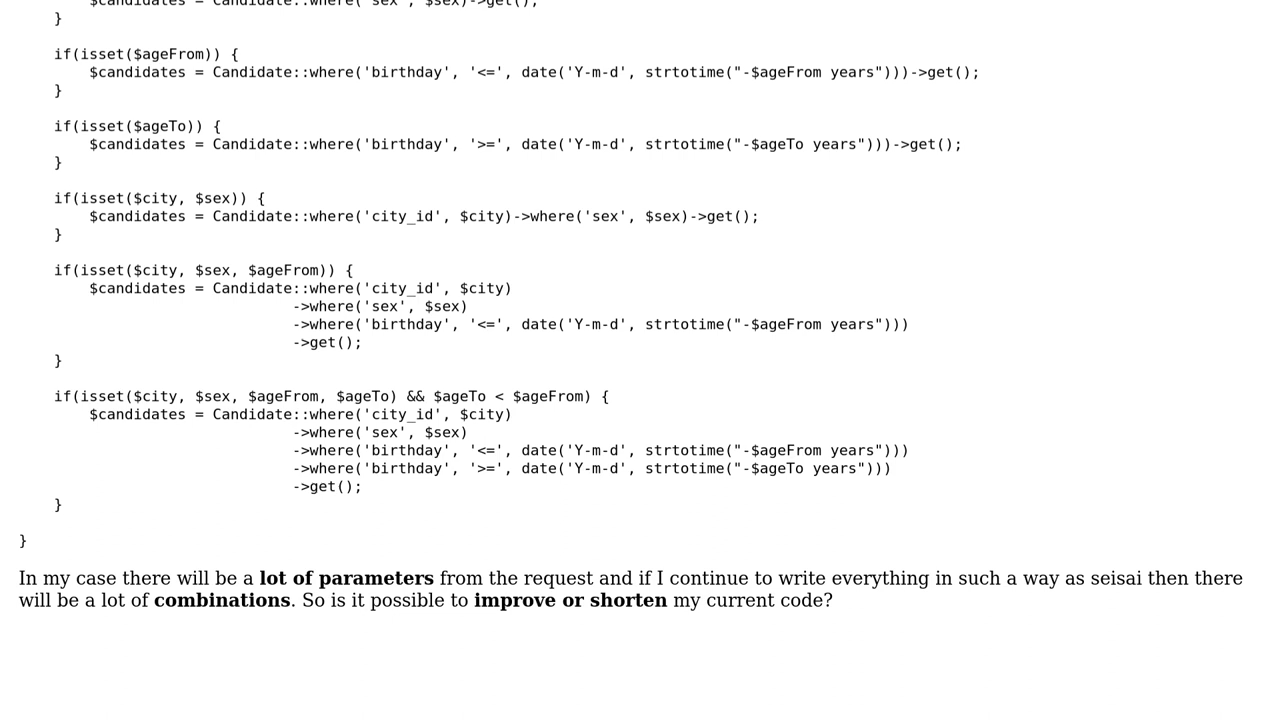 $candidates = Candidate::where('sex', $sex)->get();
}
if(isset($ageFrom)) {
$candidates = Candidate::where('birthday', '<=', date('Y-m-d', strtotime("-$ageFrom years")))->get();
}
if(isset($ageTo)) {
$candidates = Candidate::where('birthday', '>=', date('Y-m-d', strtotime("-$ageTo years")))->get();
}
if(isset($city, $sex)) {
$candidates = Candidate::where('city_id', $city)->where('sex', $sex)->get();
}
if(isset($city, $sex, $ageFrom)) {
$candidates = Candidate::where('city_id', $city)
->where('sex', $sex)
->where('birthday', '<=', date('Y-m-d', strtotime("-$ageFrom years")))
->get();
}
if(isset($city, $sex, $ageFrom, $ageTo) && $ageTo < $ageFrom) {
$candidates = Candidate::where('city_id', $city)
->where('sex', $sex)
->where('birthday', '<=', date('Y-m-d', strtotime("-$ageFrom years")))
->where('birthday', '>=', date('Y-m-d', strtotime("-$ageTo years")))
->get();
}
}
In my case there will be a lot of parameters from the request and if I continue to write everything in such a way as seisai then there
will be a lot of combinations. So is it possible to improve or shorten my current code?